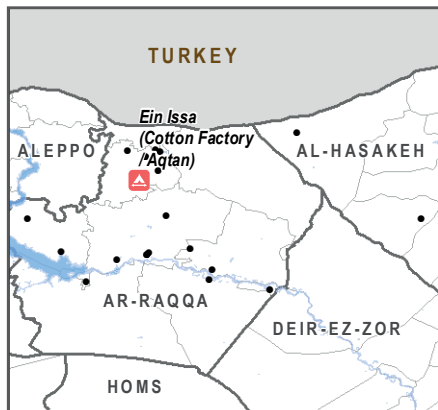 TURKEY
Ein Issa
(Cotton Factory
/'Aqtan)
ALEPPO
AL-HASAKEH
AR-RAQQA
DEIR-EZ-ZOR
HOMS